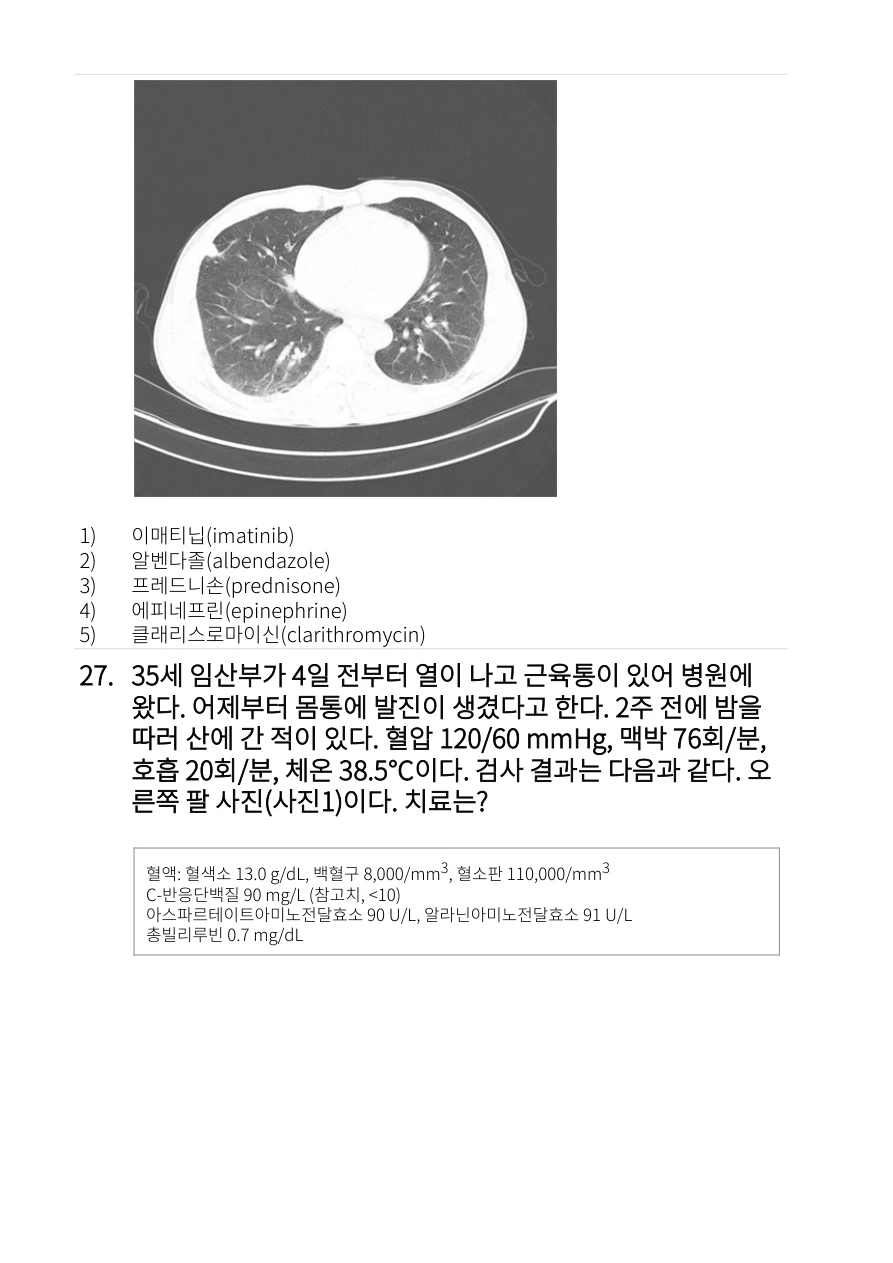 1) 이매티닙(imatinib)
2) 알벤다졸(albendazole)
3) 프레드니손(prednisone)
4) 에피네프린(epinephrine)
5) 클래리스로마이신(clarithromycin)
27. 35세 임산부가 4일 전부터 열이 나고 근육통이 있어 병원에
왔다. 어제부터 몸통에 발진이 생겼다고 한다. 2주 전에 밤을
따러 산에 간 적이 있다. 혈압 120/60 mmHg, 맥박 76회/분,
호흡 20회/분, 체온 38.5℃이다. 검사 결과는 다음과 같다. 오
른쪽 팔 사진(사진1)이다. 치료는?
혈액: 혈색소 13.0 g/dL, 백혈구 8,000/mm³, 혈소판 110,000/mm³
C-반응단백질 90 mg/L (참고치, <10)
아스파르테이트아미노전달효소 90 U/L, 알라닌아미노전달효소 91 U/L
총빌리루빈 0.7 mg/dL